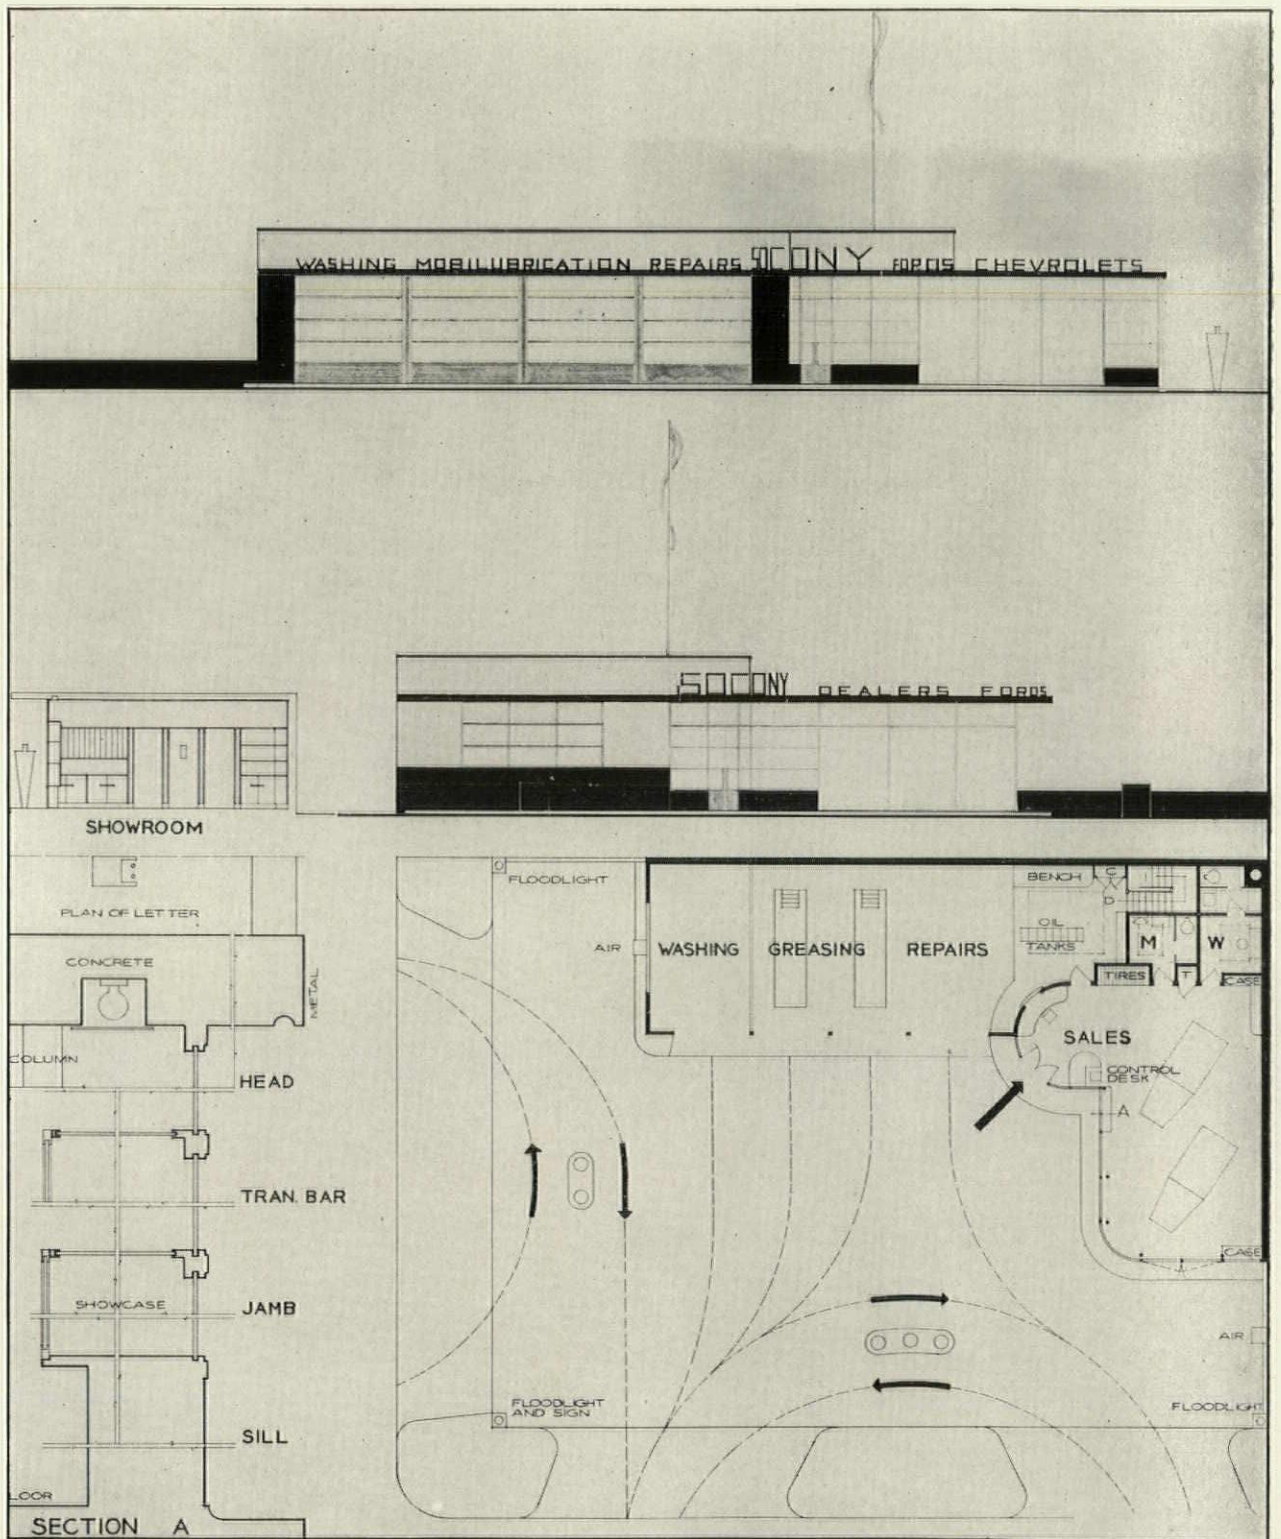 WASHING MOBILUBRICATION REPAIRS SOCONY FORDS CHEVROLETS
SOCONY DEALERS FORDS
SHOWROOM
PLAN OF LETTER
CONCRETE
METAL
COLUMN
HEAD
TRAN. BAR
SHOWCASE
JAMB
SILL
LOOR
SECTION A
FLOODLIGHT
AIR
WASHING GREASING REPAIRS
BENCH
C
D
OIL
TANKS
M
W
TIRES
T
CASE
SALES
CONTROL
DESK
A
CASE
AIR
FLOODLIGHT
AND SIGN
FLOODLIGHT